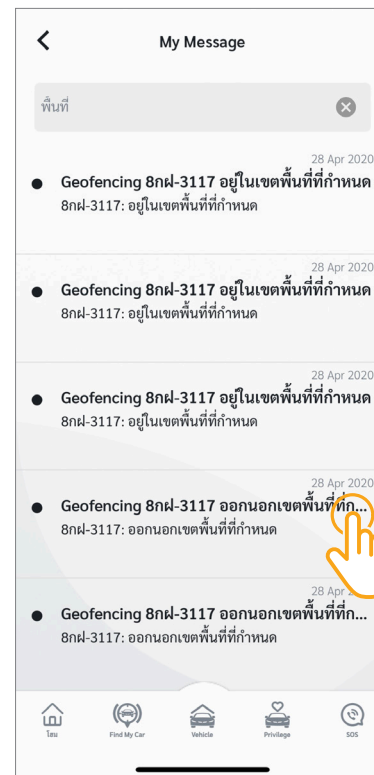 My Message
พื้นที่
28 Apr 2020
Geofencing 8กฝ-3117 อยู่ในเขตพื้นที่ที่กำหนด
8กฝ-3117: อยู่ในเขตพื้นที่ที่กำหนด
28 Apr 2020
Geofencing 8กฝ-3117 อยู่ในเขตพื้นที่ที่กำหนด
8กฝ-3117: อยู่ในเขตพื้นที่ที่กำหนด
28 Apr 2020
Geofencing 8กฝ-3117 อยู่ในเขตพื้นที่ที่กำหนด
8กฝ-3117: อยู่ในเขตพื้นที่ที่กำหนด
28 Apr 2020
Geofencing 8กฝ-3117 ออกนอกเขตพื้นที่ที่ก...
8กฝ-3117: ออกนอกเขตพื้นที่ที่กำหนด
28 Apr
Geofencing 8กฝ-3117 ออกนอกเขตพื้นที่ที่ก...
8กฝ-3117: ออกนอกเขตพื้นที่ที่กำหนด
โฮม Find My Car Vehicle Privilege SOS